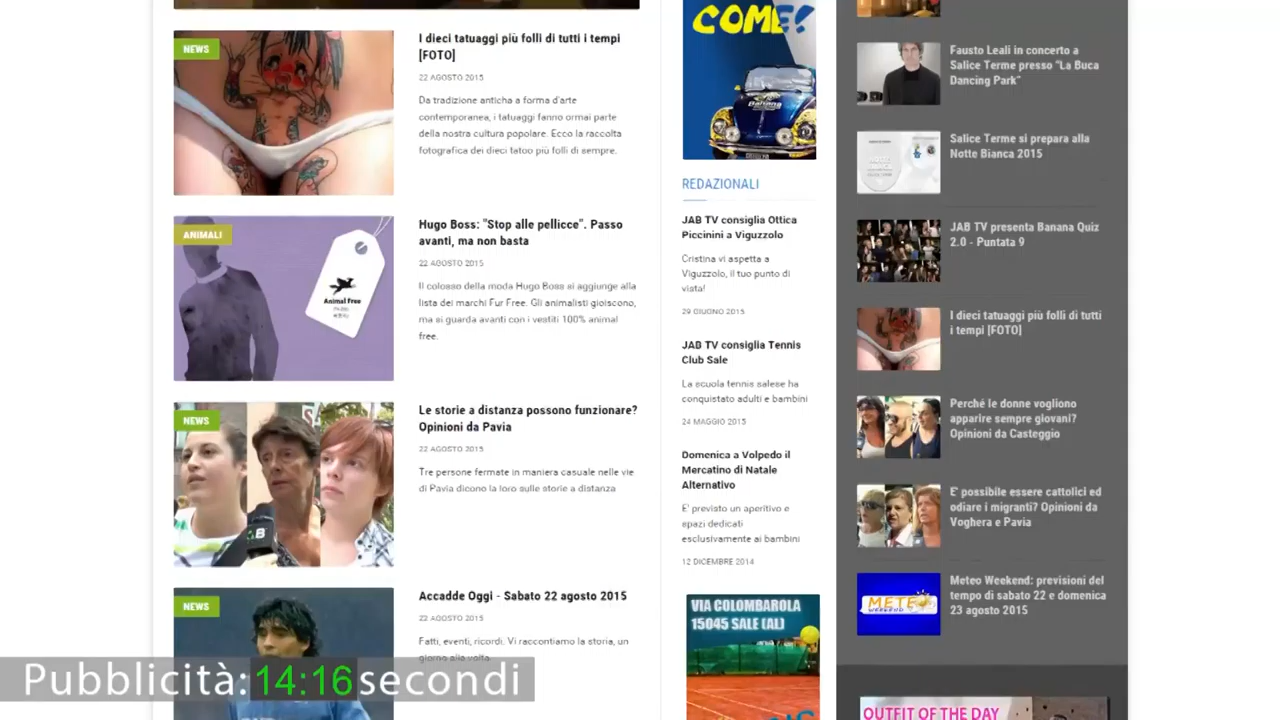 NEWS
I dieci tatuaggi più folli di tutti i tempi
[FOTO]
22 AGOSTO 2015
Da tradizione antica a forma d'arte
contemporanea, i tatuaggi fanno ormai parte
della nostra cultura popolare. Ecco la raccolta
fotografica dei dieci tatoo più folli di sempre.
ANIMALI
Animal Free
Hugo Boss: "Stop alle pellicce". Passo
avanti, ma non basta
22 AGOSTO 2015
Il colosso della moda Hugo Boss si aggiunge alla
lista dei marchi Fur Free. Gli animalisti gioiscono,
ma si guarda avanti con i vestiti 100% animal
free.
NEWS
Le storie a distanza possono funzionare?
Opinioni da Pavia
22 AGOSTO 2015
Tre persone fermate in maniera casuale nelle vie
di Pavia dicono la loro sulle storie a distanza
NEWS
Accadde Oggi - Sabato 22 agosto 2015
22 AGOSTO 2015
Fatti, eventi, ricordi. Vi raccontiamo la storia, un
giorno alla volta.
Pubblicità: 14:16 secondi
COME?
REDAZIONALI
JAB TV consiglia Ottica
Piccinini a Viguzzolo
Cristina vi aspetta a
Viguzzolo, il tuo punto di
vista!
29 GIUGNO 2015
JAB TV consiglia Tennis
Club Sale
La scuola tennis salese ha
conquistato adulti e bambini
24 MAGGIO 2015
Domenica a Volpedo il
Mercatino di Natale
Alternativo
E' previsto un aperitivo e
spazi dedicati
esclusivamente ai bambini
12 DICEMBRE 2014
VIA COLOMBAROLA
15045 SALE (AL)
Fausto Leali in concerto a
Salice Terme presso "La Buca
Dancing Park"
Salice Terme si prepara alla
Notte Bianca 2015
JAB TV presenta Banana Quiz
2.0 - Puntata 9
I dieci tatuaggi più folli di tutti
i tempi [FOTO]
Perché le donne vogliono
apparire sempre giovani?
Opinioni da Casteggio
E' possibile essere cattolici ed
odiare i migranti? Opinioni da
Voghera e Pavia
METEO
WEEKEND
Meteo Weekend: previsioni del
tempo di sabato 22 e domenica
23 agosto 2015
OUTFIT OF THE DAY